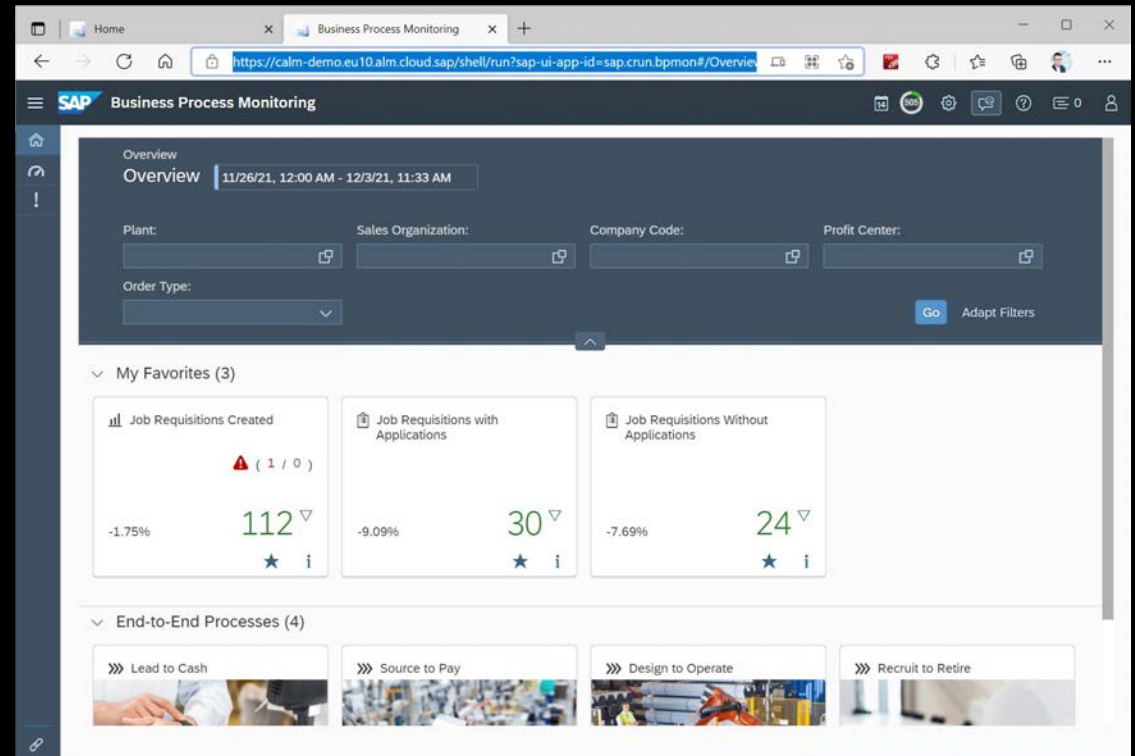 Home
Business Process Monitoring
https://calm-demo.eu10.alm.cloud.sap/shell/run?sap-ui-app-id=sap.crun.bpmon#/Overview
SAP Business Process Monitoring
14
505
0
Overview
Overview 11/26/21, 12:00 AM - 12/3/21, 11:33 AM
Plant: Sales Organization: Company Code: Profit Center:
Order Type:
Go Adapt Filters
My Favorites (3)
Job Requisitions Created
( 1 / 0 )
-1.75% 112
Job Requisitions with
Applications
-9.09% 30
Job Requisitions Without
Applications
-7.69% 24
End-to-End Processes (4)
Lead to Cash Source to Pay Design to Operate Recruit to Retire